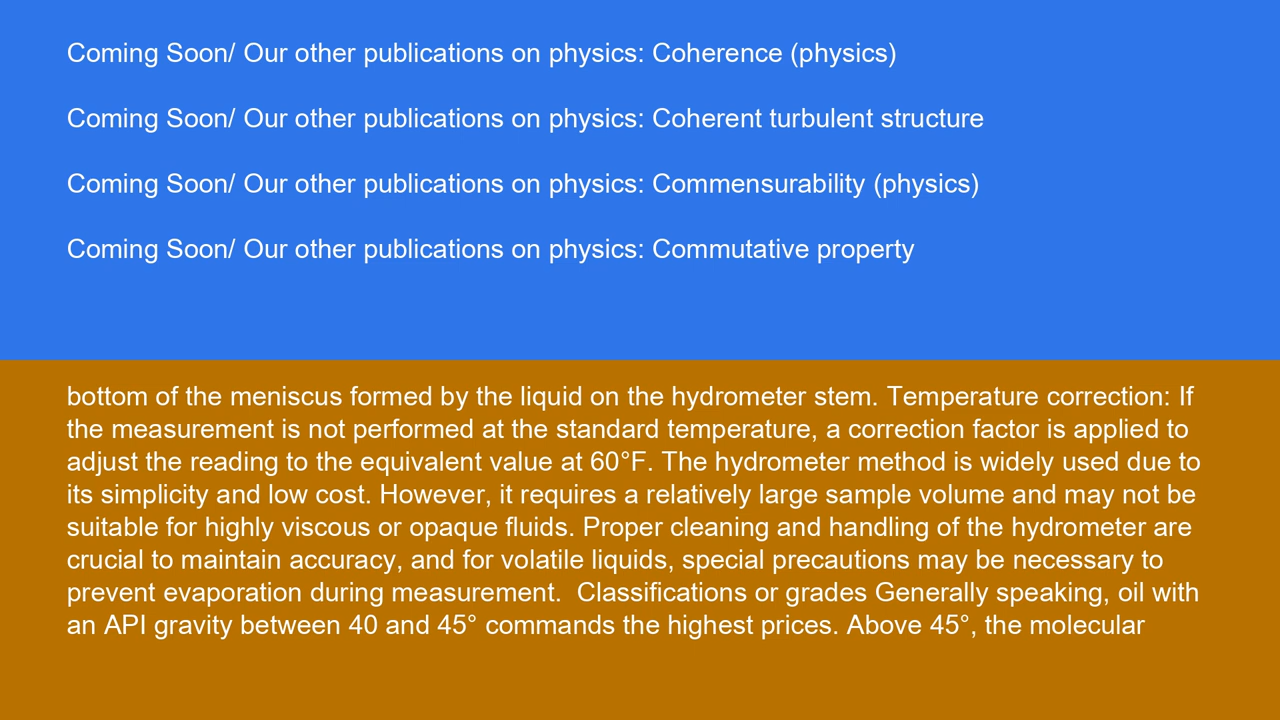 Coming Soon/ Our other publications on physics: Coherence (physics)
Coming Soon/ Our other publications on physics: Coherent turbulent structure
Coming Soon/ Our other publications on physics: Commensurability (physics)
Coming Soon/ Our other publications on physics: Commutative property
bottom of the meniscus formed by the liquid on the hydrometer stem. Temperature correction: If
the measurement is not performed at the standard temperature, a correction factor is applied to
adjust the reading to the equivalent value at 60°F. The hydrometer method is widely used due to
its simplicity and low cost. However, it requires a relatively large sample volume and may not be
suitable for highly viscous or opaque fluids. Proper cleaning and handling of the hydrometer are
crucial to maintain accuracy, and for volatile liquids, special precautions may be necessary to
prevent evaporation during measurement.  Classifications or grades Generally speaking, oil with
an API gravity between 40 and 45° commands the highest prices. Above 45°, the molecular